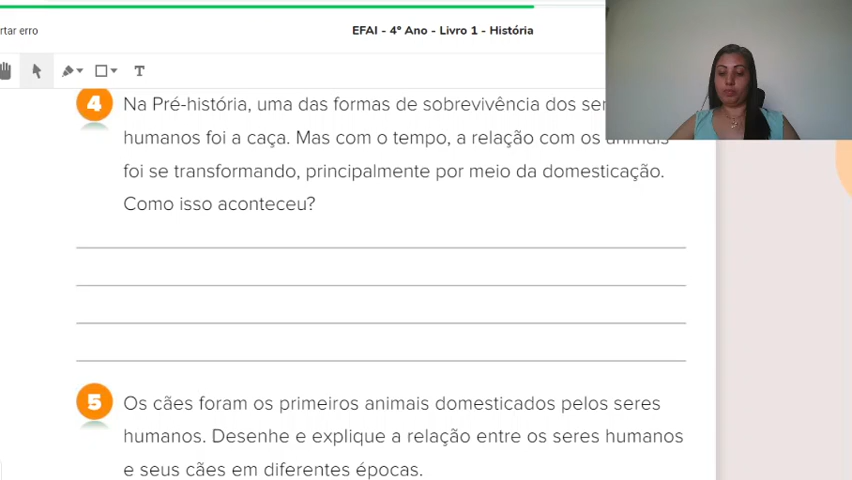 rtar erro
EFAI - 4º Ano - Livro 1 - História
T
4
Na Pré-história, uma das formas de sobrevivência dos
humanos foi a caça. Mas com o tempo, a relação com os animais
foi se transformando, principalmente por meio da domesticação.
Como isso aconteceu?
5
Os cães foram os primeiros animais domesticados pelos seres
humanos. Desenhe e explique a relação entre os seres humanos
e seus cães em diferentes épocas.